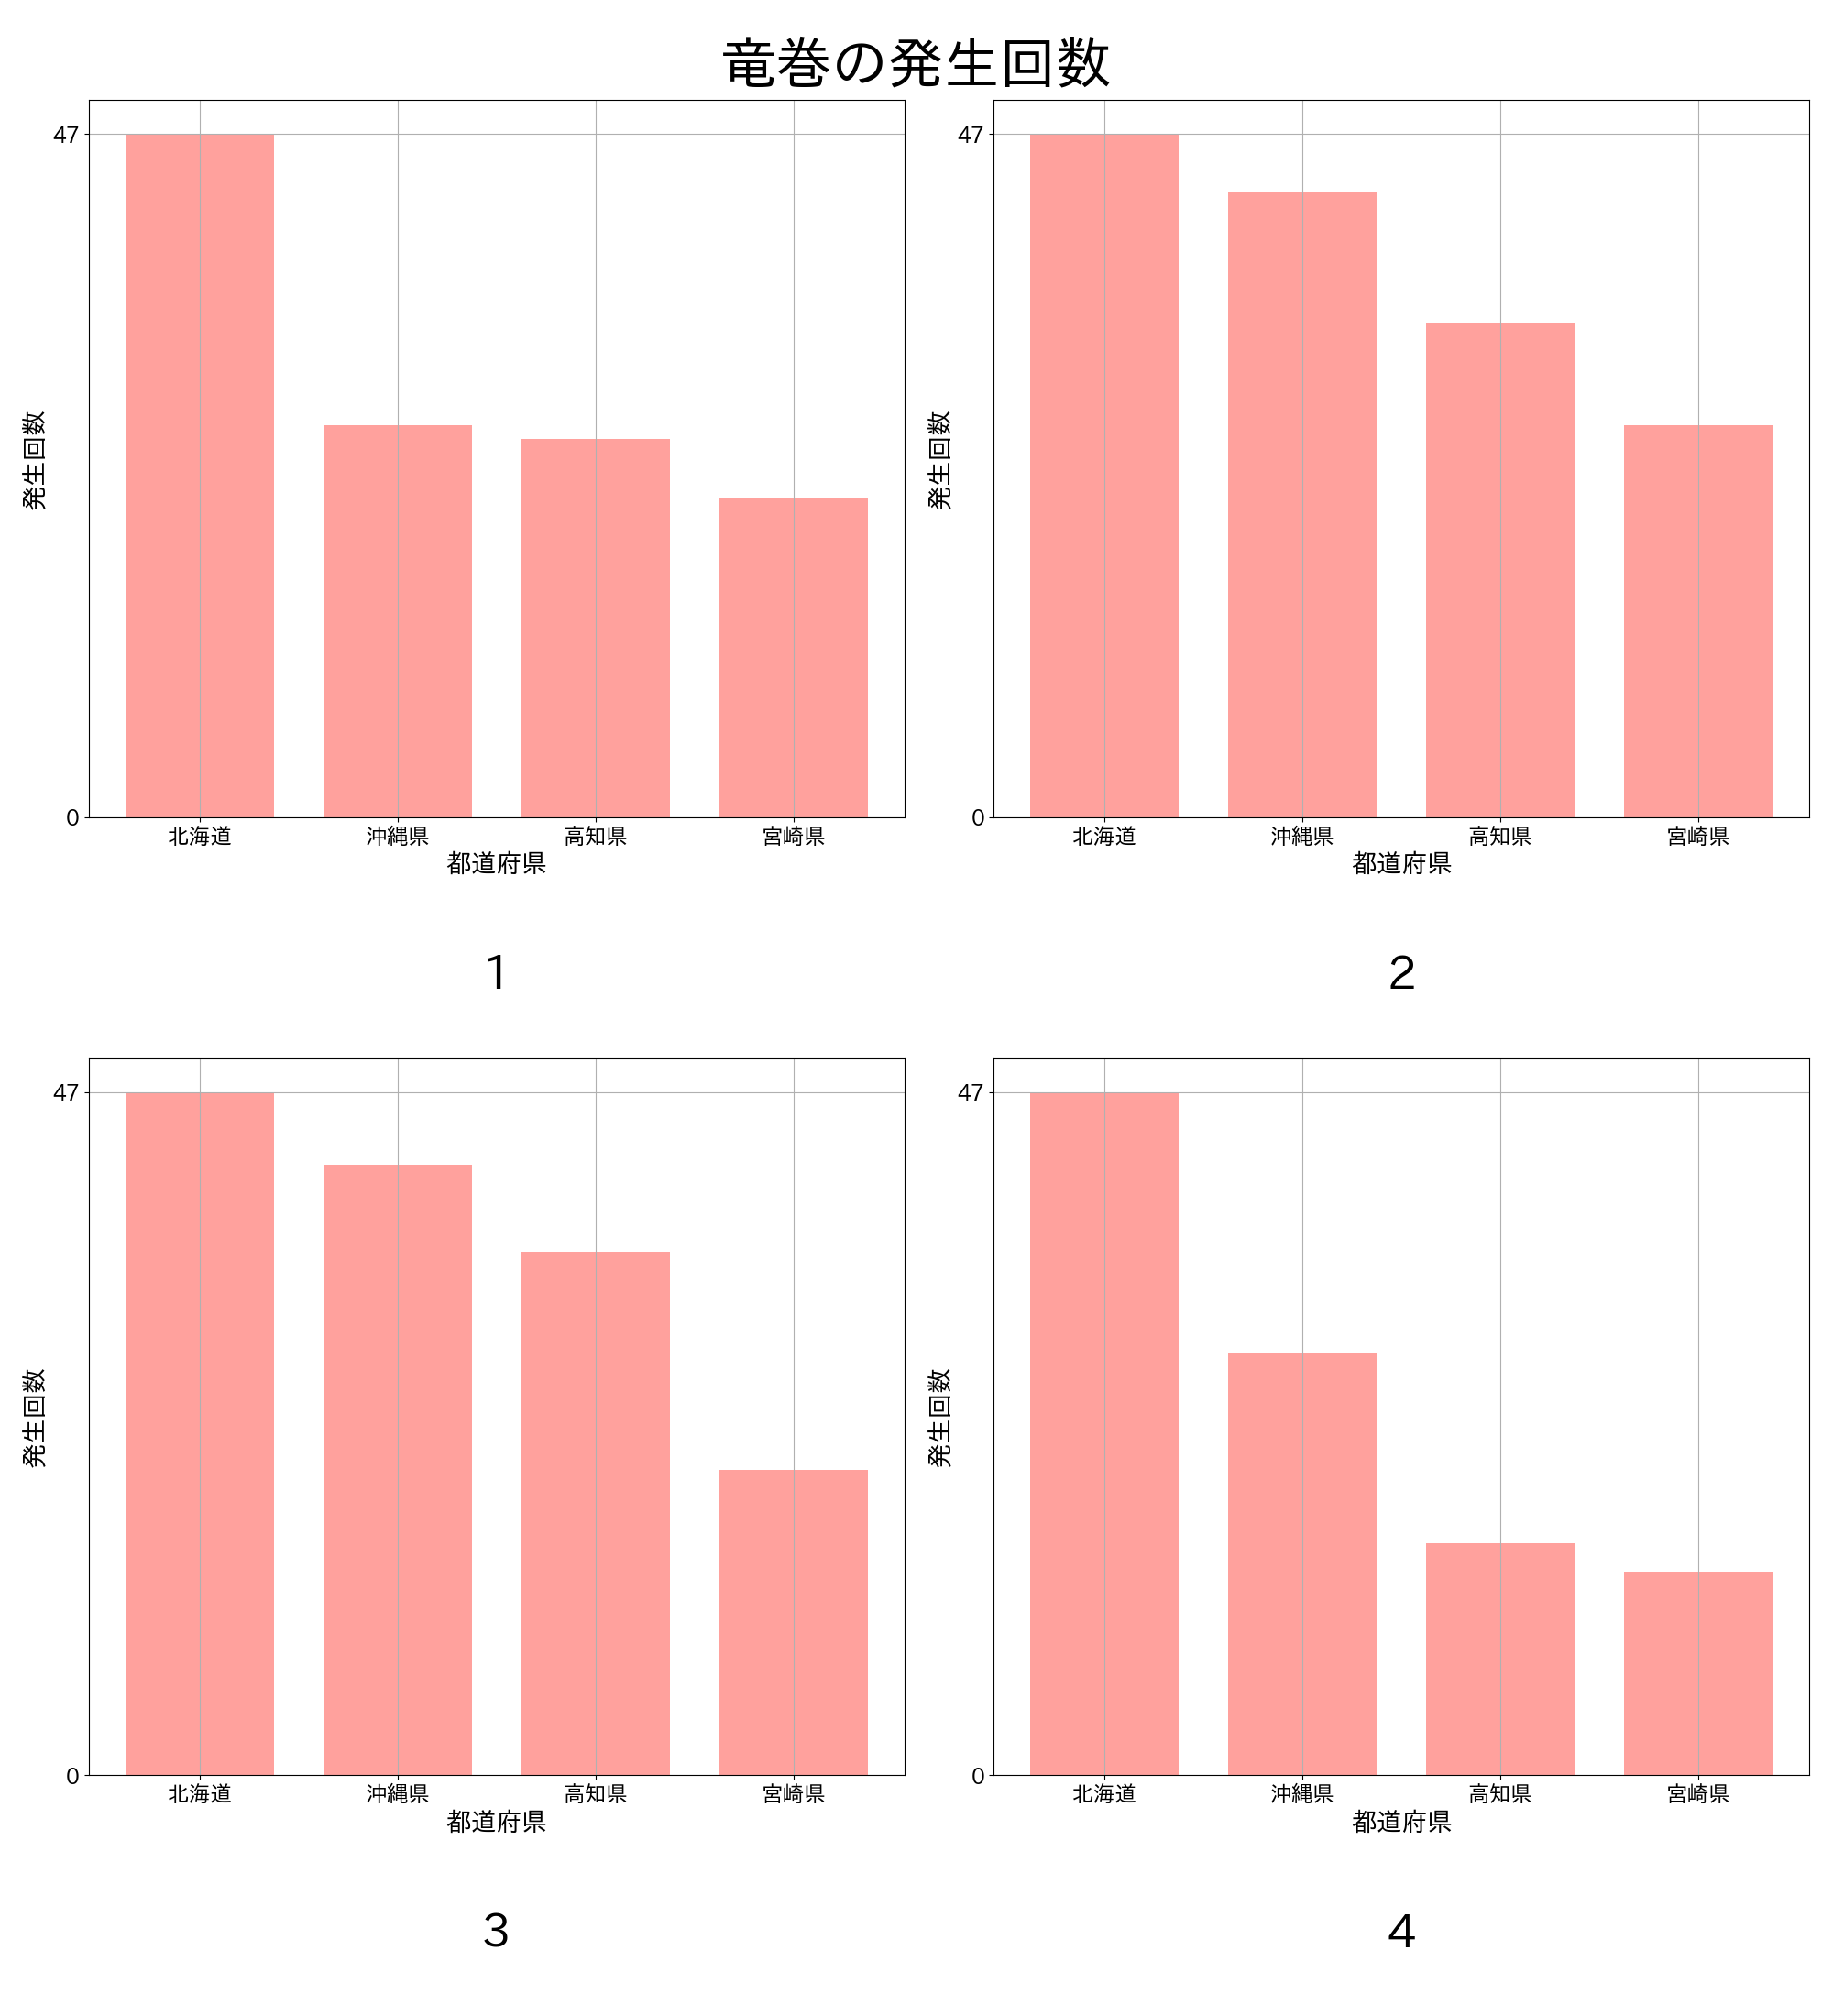 竜巻の発生回数
47
0
発生回数
北海道 沖縄県 高知県 宮崎県
都道府県
1
47
0
発生回数
北海道 沖縄県 高知県 宮崎県
都道府県
2
47
0
発生回数
北海道 沖縄県 高知県 宮崎県
都道府県
3
47
0
発生回数
北海道 沖縄県 高知県 宮崎県
都道府県
4